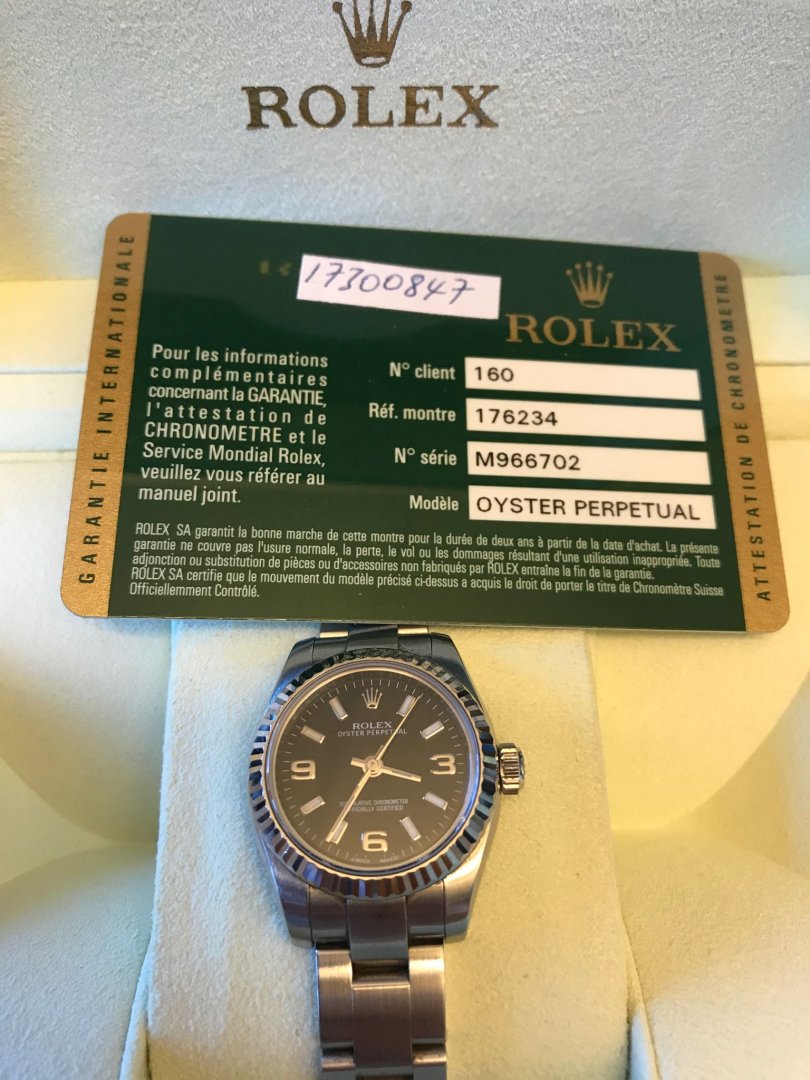 ROLEX
GARANTIE INTERNATIONALE
17300847
ROLEX
Pour les informations
complémentaires
concernant la GARANTIE,
l'attestation de
CHRONOMETRE et le
Service Mondial Rolex,
veuillez vous référer au
manuel joint.
N° client 160
Réf. montre 176234
N° série M966702
Modèle OYSTER PERPETUAL
ROLEX SA garantit la bonne marche de cette montre pour la durée de deux ans à partir de la date d'achat. La présente
garantie ne couvre pas l'usure normale, la perte, le vol ou les dommages résultant d'une utilisation inappropriée. Toute
adjonction ou substitution de pièces ou d'accessoires non fabriqués par ROLEX entraîne la fin de la garantie.
ROLEX SA certifie que le mouvement du modèle précisé ci-dessus a acquis le droit de porter le titre de Chronomètre Suisse
Officiellement Contrôlé.
ATTESTATION DE CHRONOMETRE
ROLEX
OYSTER PERPETUAL
9 3
CHRONOMETER
CERTIFIED
6
SWISS MADE